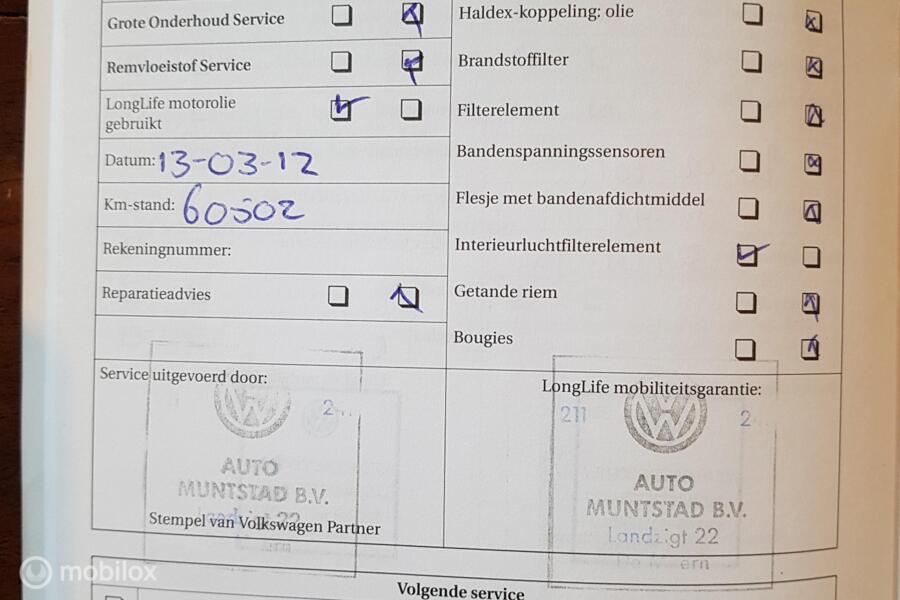 Grote Onderhoud Service
Remvloeistof Service
LongLife motorolie
gebruikt
Datum: 13-03-12
Km-stand: 60502
Rekeningnummer:
Reparatieadvies
Haldex-koppeling: olie
Brandstoffilter
Filterelement
Bandenspanningssensoren
Flesje met bandenafdichtmiddel
Interieurluchtfilterelement
Getande riem
Bougies
Service uitgevoerd door:
AUTO
MUNTSTAD B.V.
Stempel van Volkswagen Partner
LongLife mobiliteitsgarantie:
211
AUTO
MUNTSTAD B.V.
Landzigt 22
Volgende service
mobilox